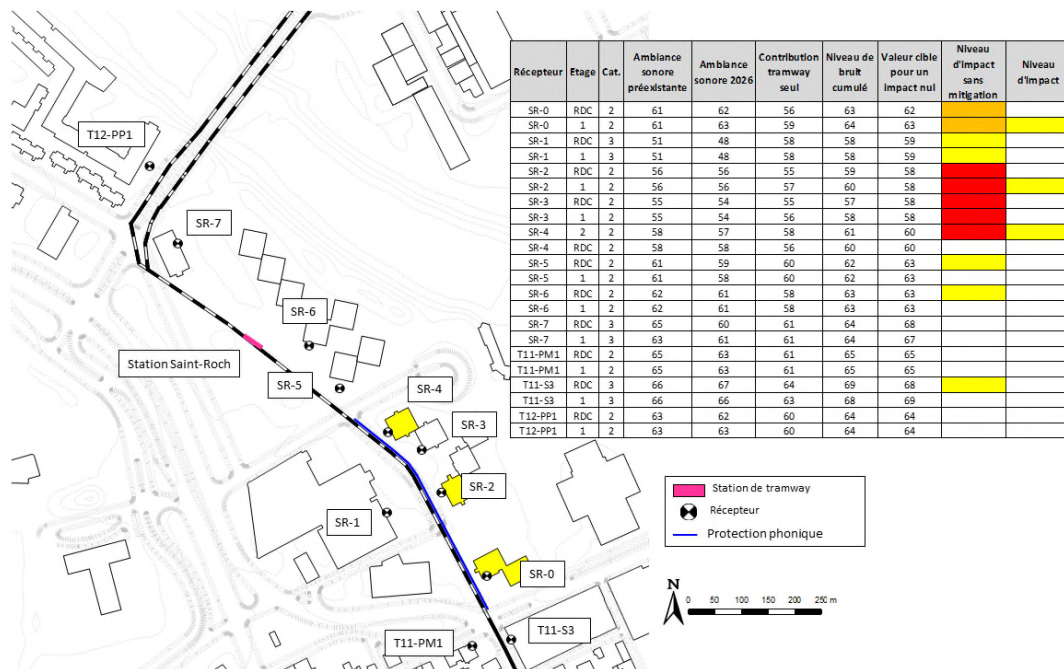 T12-PP1
SR-7
SR-6
Station Saint-Roch
SR-5
SR-4
SR-3
SR-2
SR-1
SR-0
T11-S3
T11-PM1
Récepteur Etage Cat. Ambiance sonore préexistante Ambiance sonore 2026 Contribution tramway seul Niveau de bruit cumulé Valeur cible pour un Impact nul Niveau d'impact sans mitigation Niveau d'impact
SR-0 RDC 2 61 62 56 63 62
SR-0 1 2 61 63 59 64 63
SR-1 RDC 3 51 48 58 58 59
SR-1 1 3 51 48 58 58 59
SR-2 RDC 2 56 56 55 59 58
SR-2 1 2 56 56 57 60 58
SR-3 RDC 2 55 54 55 57 58
SR-3 1 2 55 54 56 58 58
SR-4 2 2 58 57 58 61 60
SR-4 RDC 2 58 58 56 60 60
SR-5 RDC 2 61 59 60 62 63
SR-5 1 2 61 58 60 62 63
SR-6 RDC 2 62 61 58 63 63
SR-6 1 2 62 61 58 63 63
SR-7 RDC 3 65 60 61 64 68
SR-7 1 3 63 61 61 64 67
T11-PM1 RDC 2 65 63 61 65 65
T11-PM1 1 2 65 63 61 65 65
T11-S3 RDC 3 66 67 64 69 68
T11-S3 1 3 66 66 63 68 69
T12-PP1 RDC 2 63 62 60 64 64
T12-PP1 1 2 63 63 60 64 64
Station de tramway
Récepteur
Protection phonique
N
0 50 100 150 200 250 m